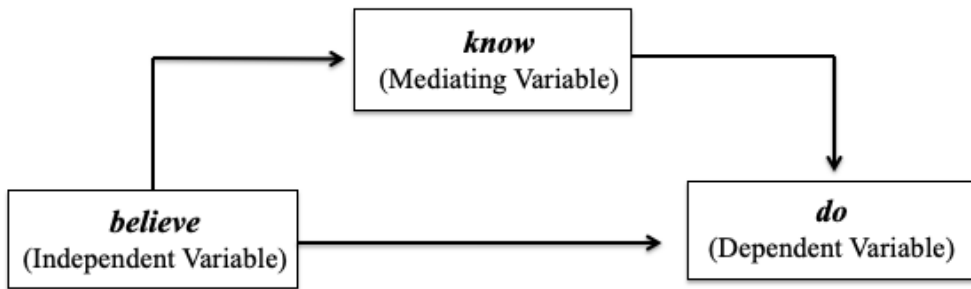 know
(Mediating Variable)
believe
(Independent Variable)
do
(Dependent Variable)